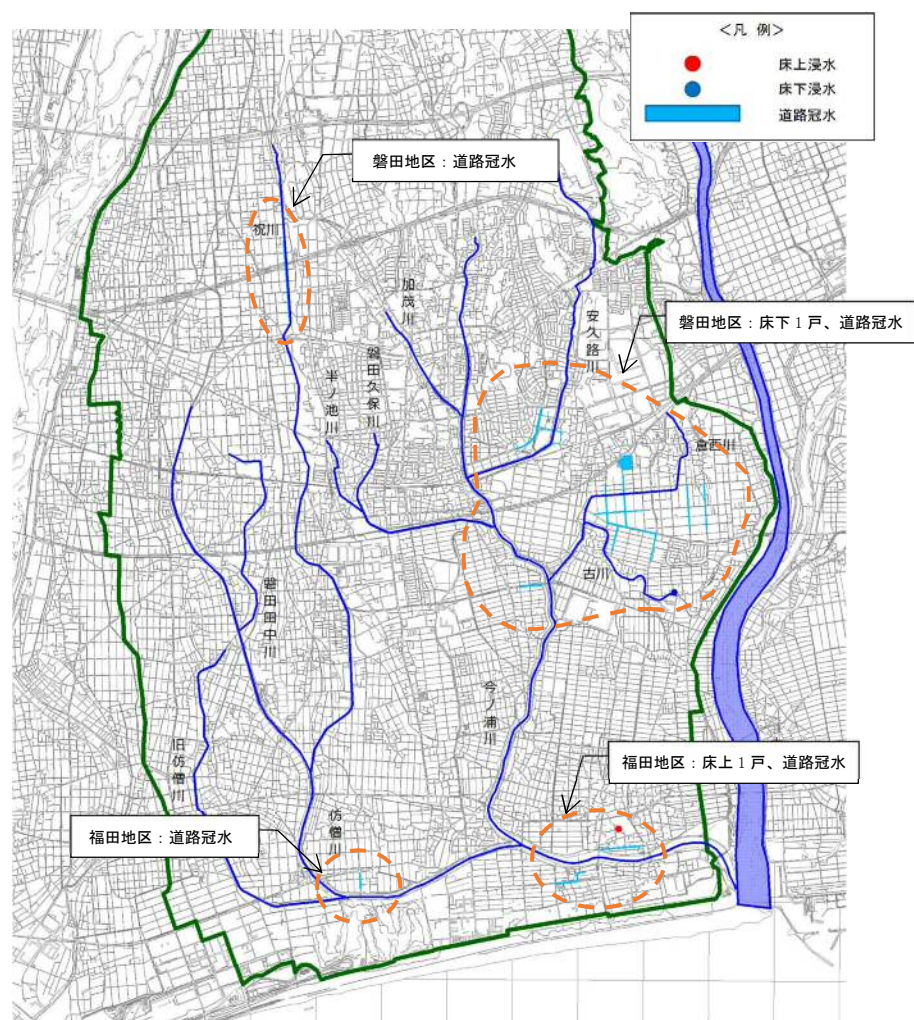 <凡 例>
床上浸水
床下浸水
道路冠水
磐田地区：道路冠水
祝川
加茂川
安久路川
磐田地区：床下1戸、道路冠水
磐田久保川
半ノ池川
倉西川
古川
磐田田中川
今ノ浦川
旧仿僧川
福田地区：床上1戸、道路冠水
仿僧川
福田地区：道路冠水